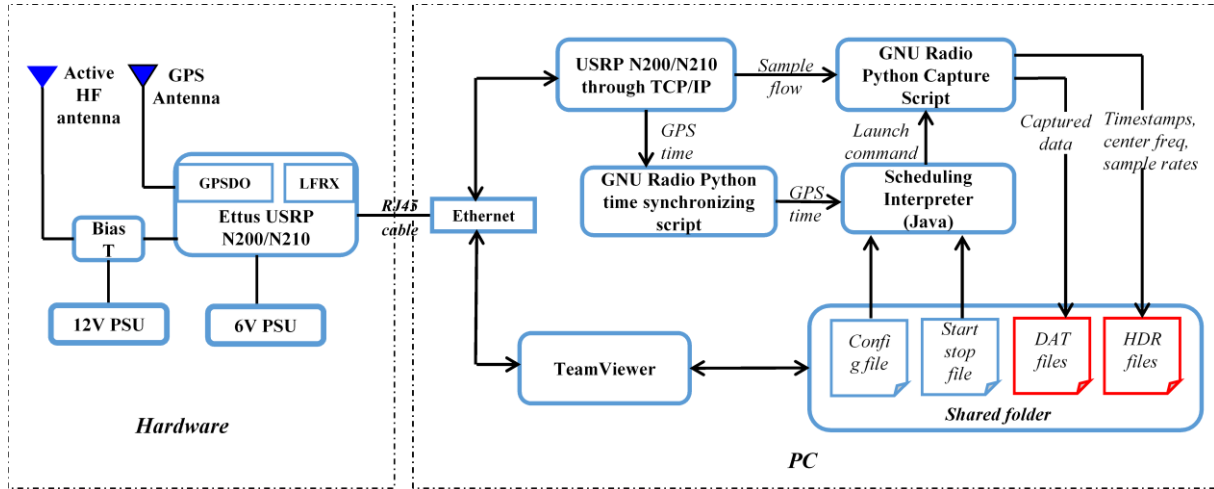 Active
HF
antenna
GPS
Antenna
GPSDO
LFRX
Ettus USRP
N200/N210
Bias
T
12V PSU
6V PSU
Hardware
RJ45
cable
Ethernet
USRP N200/N210
through TCP/IP
Sample
flow
GNU Radio
Python Capture
Script
GPS
time
Launch
command
Captured
data
Timestamps,
center freq,
sample rates
GNU Radio Python
time synchronizing
script
GPS
time
Scheduling
Interpreter
(Java)
TeamViewer
Confi
g file
Start
stop
file
DAT
files
HDR
files
Shared folder
PC